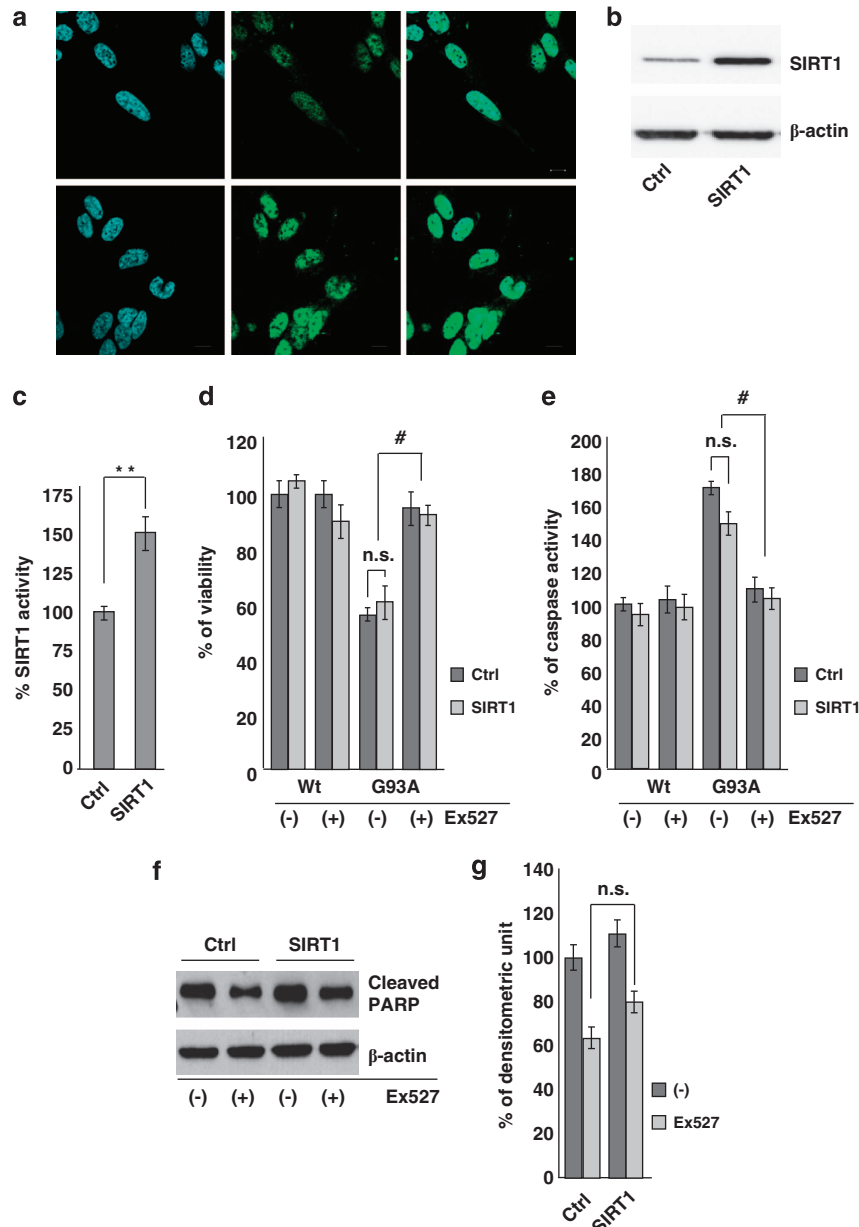 a
b
SIRT1
β-actin
Ctrl
SIRT1
c
% SIRT1 activity
175
150
125
100
75
50
25
0
**
Ctrl
SIRT1
d
% of viability
120
100
80
60
40
20
0
#
n.s.
Ctrl
SIRT1
Wt
G93A
(-) (+) (-) (+) Ex527
e
% of caspase activity
200
180
160
140
120
100
80
60
40
20
0
#
n.s.
Ctrl
SIRT1
Wt
G93A
(-) (+) (-) (+) Ex527
f
Ctrl SIRT1
Cleaved
PARP
β-actin
(-) (+) (-) (+) Ex527
g
% of densitometric unit
140
120
100
80
60
40
20
0
n.s.
(-)
Ex527
Ctrl
SIRT1